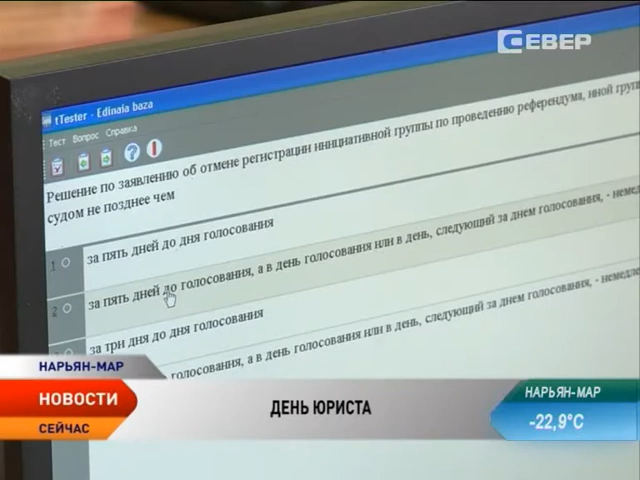 СЕВЕР
tTester - Edinaia baza
Тест Вопрос Справка
Решение по заявлению об отмене регистрации инициативной группы по проведению референдума, иной
судом не позднее чем
1 за пять дней до дня голосования
2 за пять дней до голосования, а в день голосования или в день, следующий за днем голосования, -
за три дня до дня голосования
голосования, а в день голосования или в день, следующий за днем голосования, -
НАРЬЯН-МАР
НОВОСТИ
СЕЙЧАС
ДЕНЬ ЮРИСТА
НАРЬЯН-МАР
-22,9°C